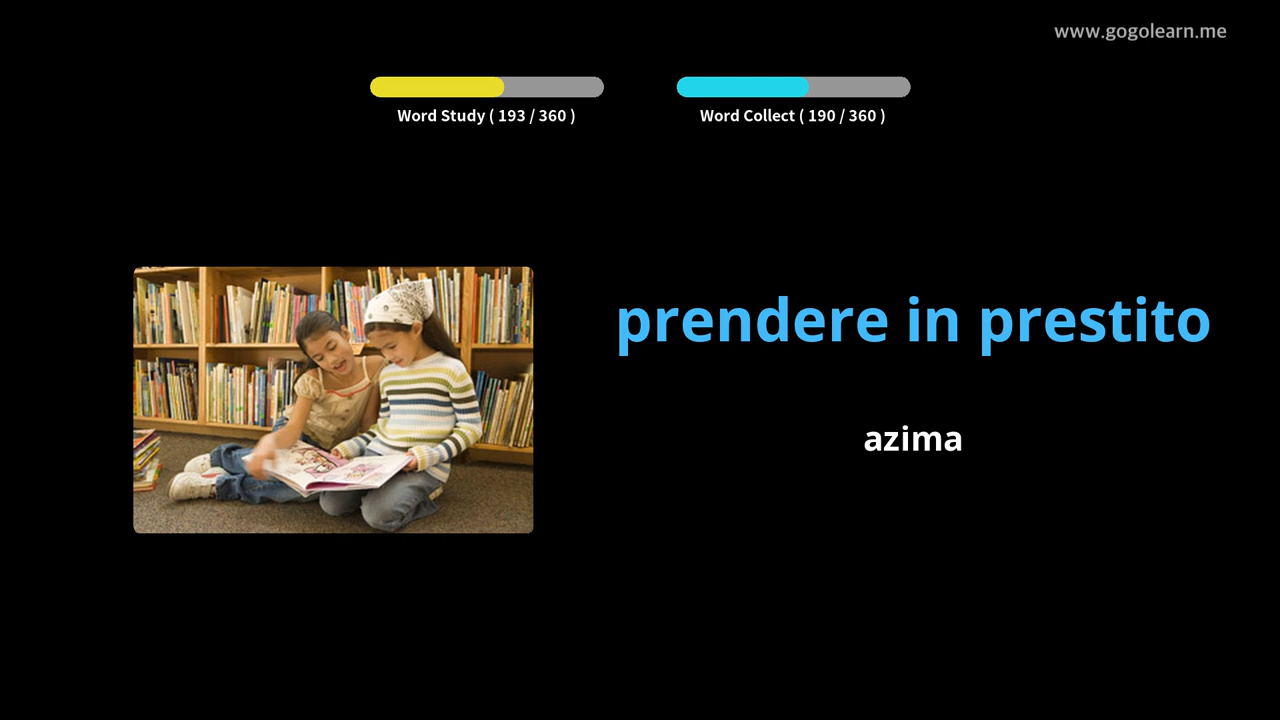 www.gogolearn.me
Word Study ( 193 / 360 )
Word Collect ( 190 / 360 )
prendere in prestito
azima